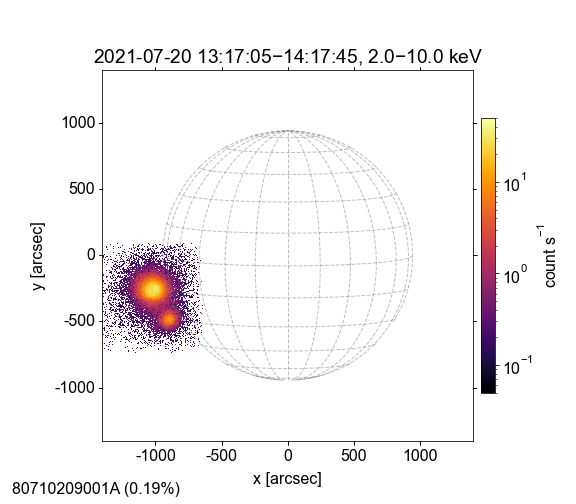 2021-07-20 13:17:05−14:17:45, 2.0−10.0 keV
1000
500
0
-500
-1000
y [arcsec]
-1000 -500 0 500 1000
x [arcsec]
10¹
10⁰
10⁻¹
count s⁻¹
80710209001A (0.19%)